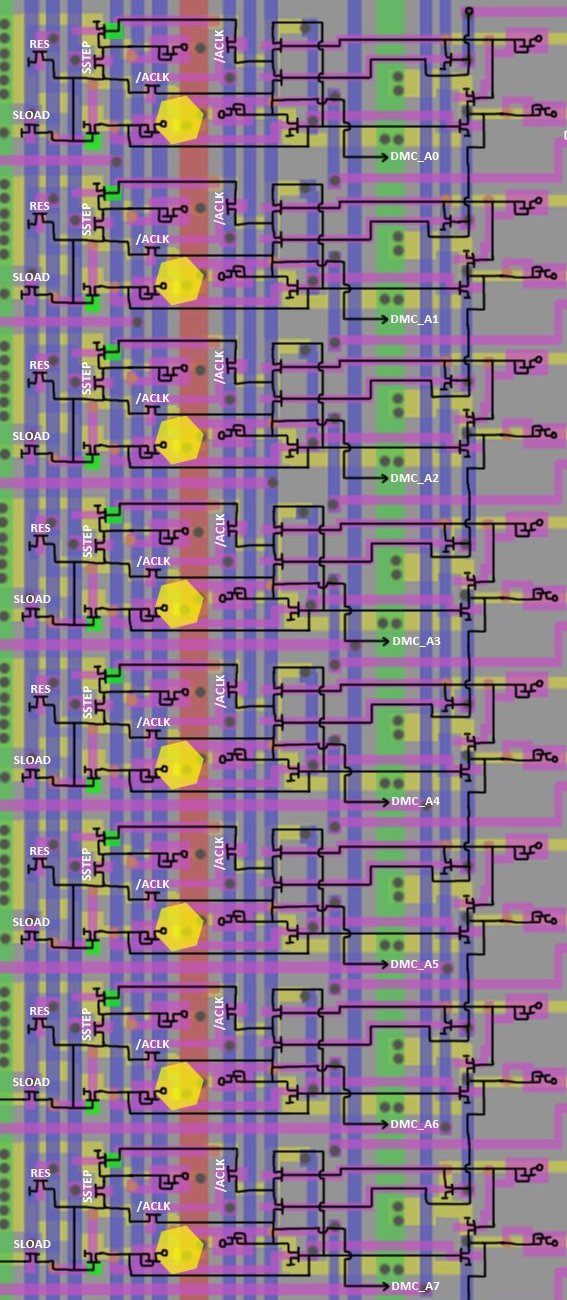 RES
SSTEP
/ACLK
/ACLK
SLOAD
DMC_A0
RES
SSTEP
/ACLK
/ACLK
SLOAD
DMC_A1
RES
SSTEP
/ACLK
/ACLK
SLOAD
DMC_A2
RES
SSTEP
/ACLK
/ACLK
SLOAD
DMC_A3
RES
SSTEP
/ACLK
/ACLK
SLOAD
DMC_A4
RES
SSTEP
/ACLK
/ACLK
SLOAD
DMC_A5
RES
SSTEP
/ACLK
/ACLK
SLOAD
DMC_A6
RES
SSTEP
/ACLK
/ACLK
SLOAD
DMC_A7